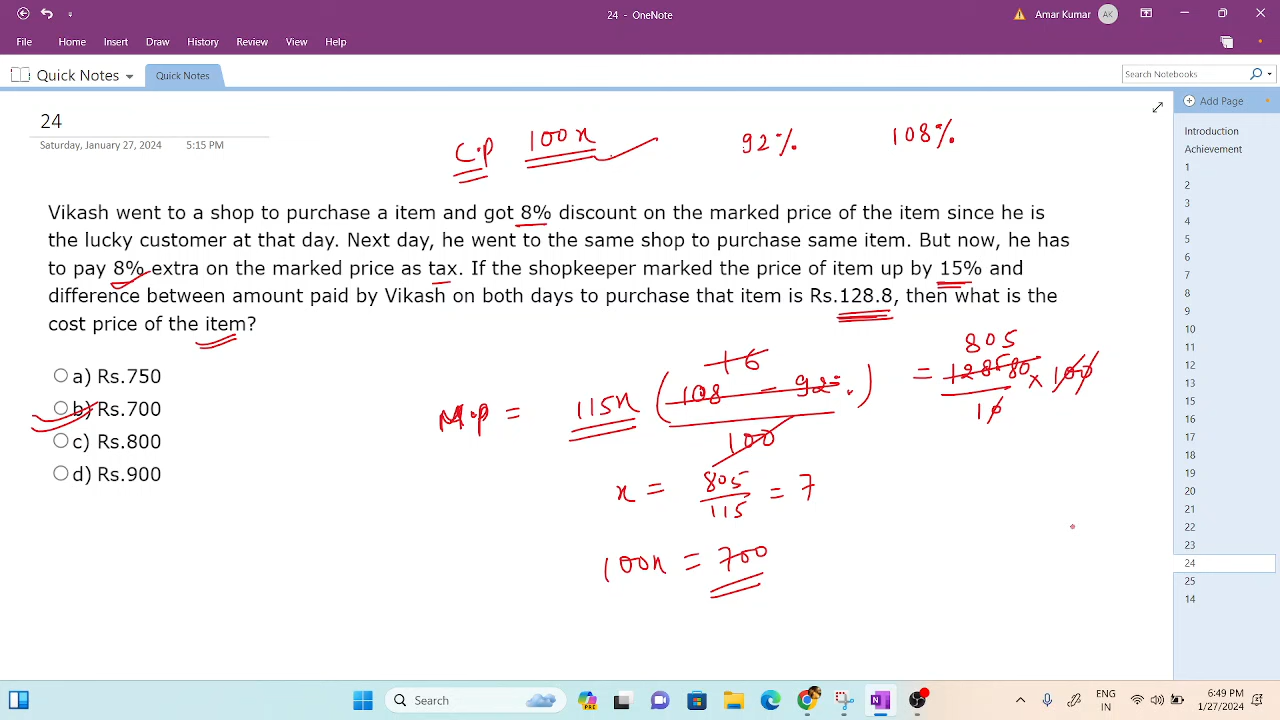 24 - OneNote
Amar Kumar AK
File Home Insert Draw History Review View Help
Quick Notes
Quick Notes
Search Notebooks
Add Page
24
Saturday, January 27, 2024 5:15 PM
C.P 100x 92% 108%
Vikash went to a shop to purchase a item and got 8% discount on the marked price of the item since he is
the lucky customer at that day. Next day, he went to the same shop to purchase same item. But now, he has
to pay 8% extra on the marked price as tax. If the shopkeeper marked the price of item up by 15% and
difference between amount paid by Vikash on both days to purchase that item is Rs.128.8, then what is the
cost price of the item?
a) Rs.750
b) Rs.700
c) Rs.800
d) Rs.900
16 805
M.P = 115x (108 - 92 / 100) = 12880 / 16 x 100
x = 805 / 115 = 7
100x = 700
Introduction
Achievement
1
2
3
4
5
6
7
8
9
10
12
13
15
16
17
18
19
20
21
22
23
24
25
14
Search
PRE
ENG
IN
6:49 PM
1/27/2024